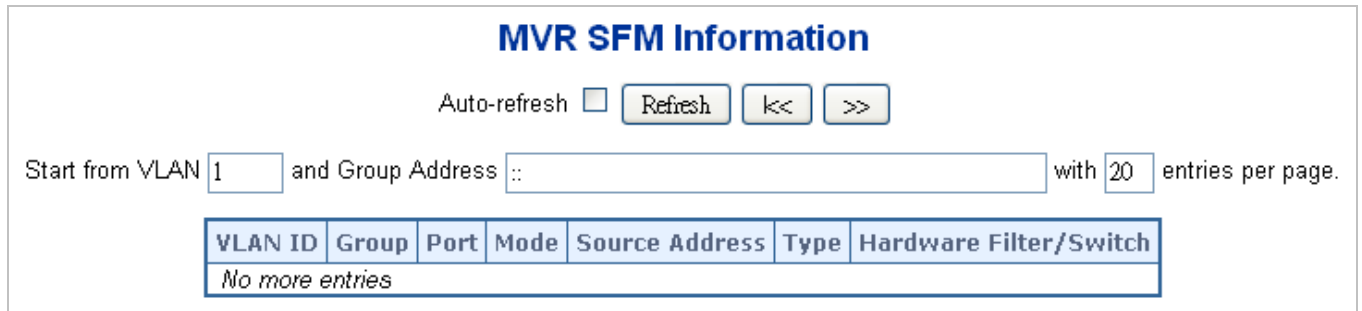 MVR SFM Information
Auto-refresh Refresh |<< >>
Start from VLAN 1 and Group Address :: with 20 entries per page.
VLAN ID Group Port Mode Source Address Type Hardware Filter/Switch
No more entries